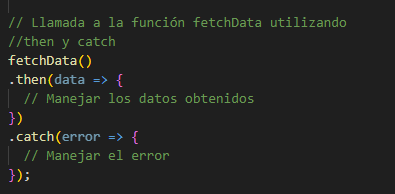 // Llamada a la función fetchData utilizando
//then y catch
fetchData()
.then(data => {
  // Manejar los datos obtenidos
})
.catch(error => {
  // Manejar el error
});